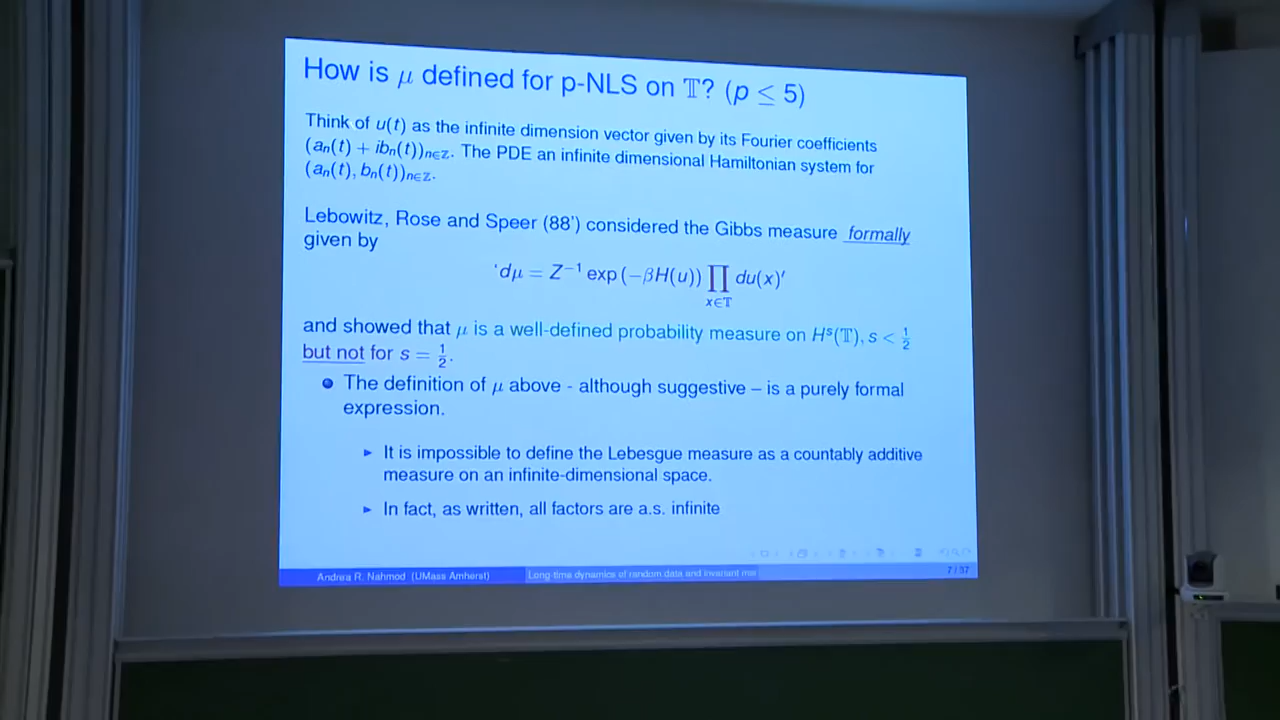 How is μ defined for p-NLS on 𝕋? (p ≤ 5)
Think of u(t) as the infinite dimension vector given by its Fourier coefficients
(aₙ(t) + ibₙ(t))ₙ∈ℤ. The PDE an infinite dimensional Hamiltonian system for
(aₙ(t), bₙ(t))ₙ∈ℤ.
Lebowitz, Rose and Speer (88') considered the Gibbs measure formally
given by
'dμ = Z⁻¹ exp (−βH(u)) ∏ du(x)'
x∈𝕋
and showed that μ is a well-defined probability measure on Hˢ(𝕋), s < 1/2
but not for s = 1/2.
● The definition of μ above - although suggestive – is a purely formal
expression.
► It is impossible to define the Lebesgue measure as a countably additive
measure on an infinite-dimensional space.
► In fact, as written, all factors are a.s. infinite
Andrea R. Nahmod (UMass Amherst) Long-time dynamics of random data and invariant 7 / 37